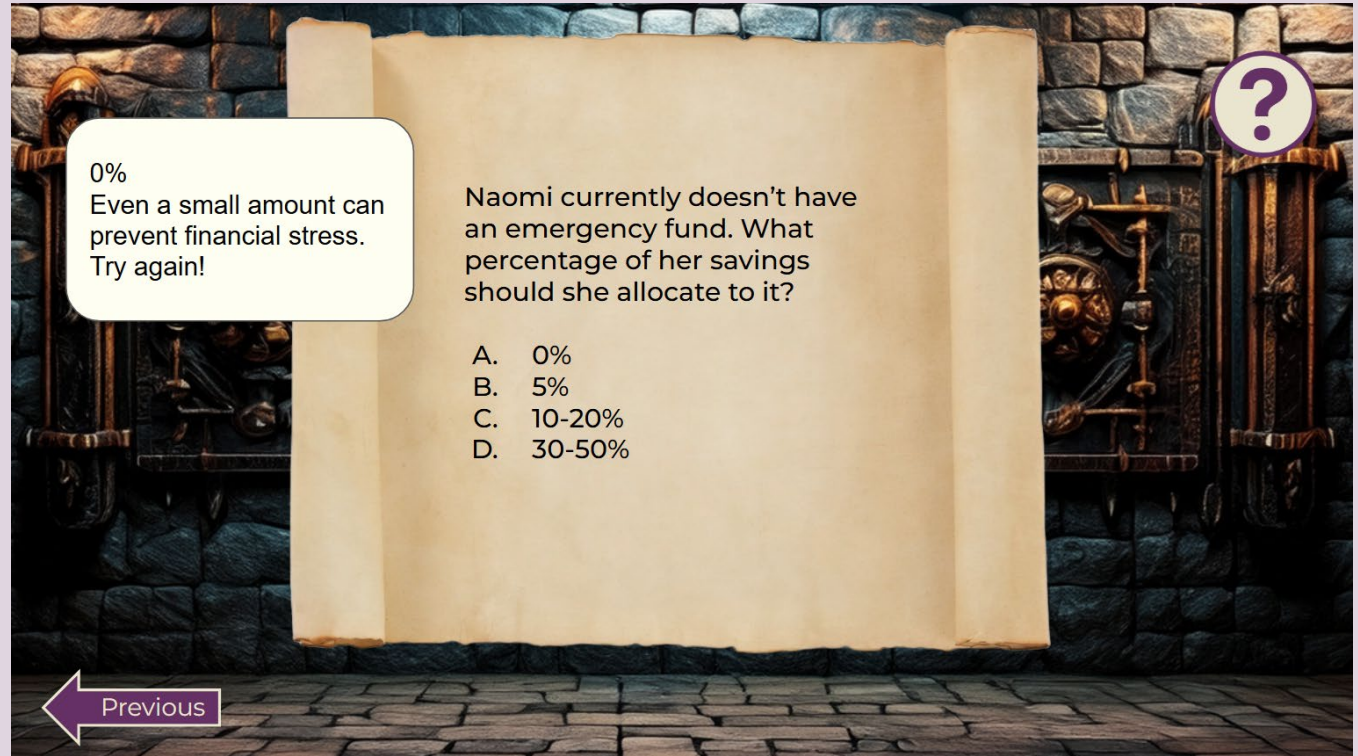 0%
Even a small amount can
prevent financial stress.
Try again!
Naomi currently doesn’t have
an emergency fund. What
percentage of her savings
should she allocate to it?
A. 0%
B. 5%
C. 10-20%
D. 30-50%
?
Previous